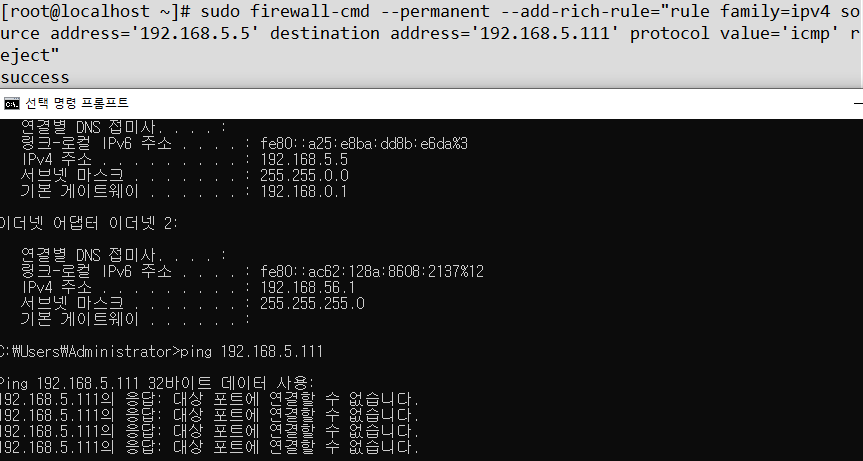 [root@localhost ~]# sudo firewall-cmd --permanent --add-rich-rule="rule family=ipv4 so
urce address='192.168.5.5' destination address='192.168.5.111' protocol value='icmp' r
eject"
success
선택 명령 프롬프트
연결별 DNS 접미사. . . . :
링크-로컬 IPv6 주소 . . . . : fe80::a25:e8ba:dd8b:e6da%3
IPv4 주소 . . . . . . . . . : 192.168.5.5
서브넷 마스크 . . . . . . . : 255.255.0.0
기본 게이트웨이 . . . . . . : 192.168.0.1
이더넷 어댑터 이더넷 2:
연결별 DNS 접미사. . . . :
링크-로컬 IPv6 주소 . . . . : fe80::ac62:128a:8608:2137%12
IPv4 주소 . . . . . . . . . : 192.168.56.1
서브넷 마스크 . . . . . . . : 255.255.255.0
기본 게이트웨이 . . . . . . :
C:₩Users₩Administrator>ping 192.168.5.111
Ping 192.168.5.111 32바이트 데이터 사용:
192.168.5.111의 응답: 대상 포트에 연결할 수 없습니다.
192.168.5.111의 응답: 대상 포트에 연결할 수 없습니다.
192.168.5.111의 응답: 대상 포트에 연결할 수 없습니다.
192.168.5.111의 응답: 대상 포트에 연결할 수 없습니다.